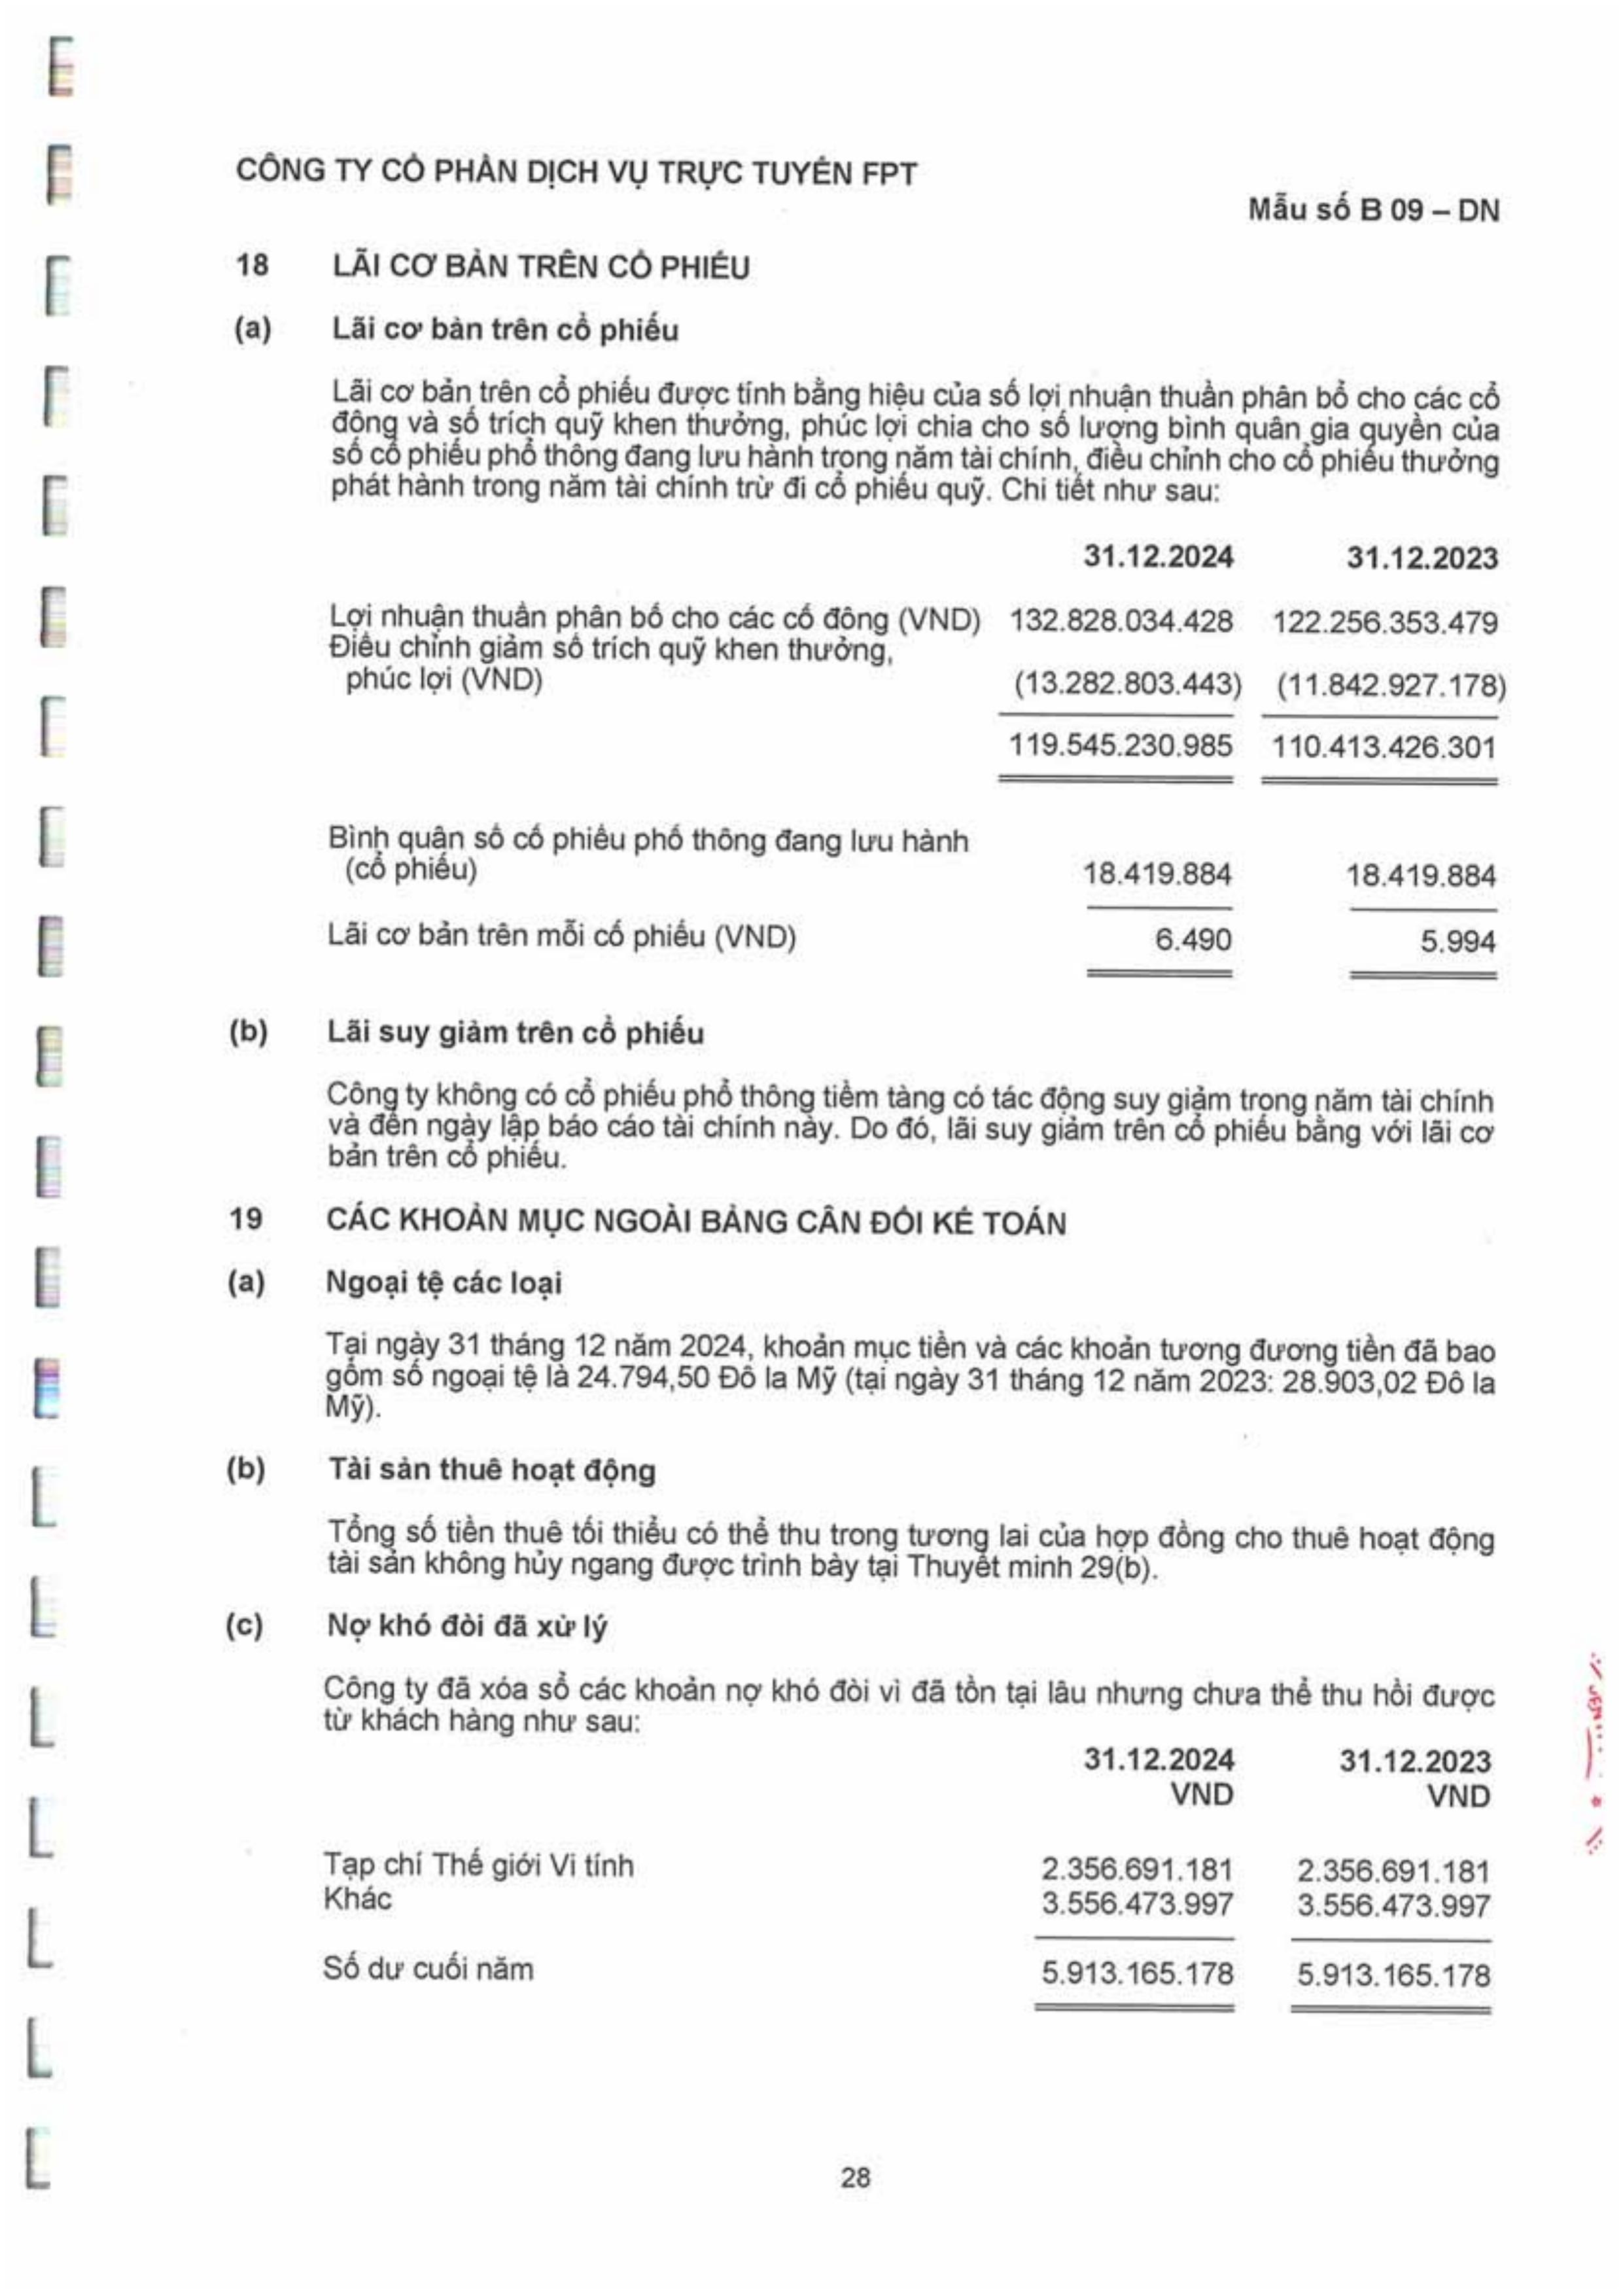 CÔNG TY CỔ PHẦN DỊCH VỤ TRỰC TUYẾN FPT
Mẫu số B 09 – DN
18 LÃI CƠ BẢN TRÊN CỔ PHIẾU
(a) Lãi cơ bản trên cổ phiếu
Lãi cơ bản trên cổ phiếu được tính bằng hiệu của số lợi nhuận thuần phân bổ cho các cổ
đông và số trích quỹ khen thưởng, phúc lợi chia cho số lượng bình quân gia quyền của
số cổ phiếu phổ thông đang lưu hành trong năm tài chính, điều chỉnh cho cổ phiếu thưởng
phát hành trong năm tài chính trừ đi cổ phiếu quỹ. Chi tiết như sau:
31.12.2024 31.12.2023
Lợi nhuận thuần phân bổ cho các cổ đông (VND) 132.828.034.428 122.256.353.479
Điều chỉnh giảm số trích quỹ khen thưởng,
phúc lợi (VND) (13.282.803.443) (11.842.927.178)
119.545.230.985 110.413.426.301
Bình quân số cổ phiếu phổ thông đang lưu hành
(cổ phiếu) 18.419.884 18.419.884
Lãi cơ bản trên mỗi cổ phiếu (VND) 6.490 5.994
(b) Lãi suy giảm trên cổ phiếu
Công ty không có cổ phiếu phổ thông tiềm tàng có tác động suy giảm trong năm tài chính
và đến ngày lập báo cáo tài chính này. Do đó, lãi suy giảm trên cổ phiếu bằng với lãi cơ
bản trên cổ phiếu.
19 CÁC KHOẢN MỤC NGOÀI BẢNG CÂN ĐỐI KẾ TOÁN
(a) Ngoại tệ các loại
Tại ngày 31 tháng 12 năm 2024, khoản mục tiền và các khoản tương đương tiền đã bao
gồm số ngoại tệ là 24.794,50 Đô la Mỹ (tại ngày 31 tháng 12 năm 2023: 28.903,02 Đô la
Mỹ).
(b) Tài sản thuê hoạt động
Tổng số tiền thuê tối thiểu có thể thu trong tương lai của hợp đồng cho thuê hoạt động
tài sản không hủy ngang được trình bày tại Thuyết minh 29(b).
(c) Nợ khó đòi đã xử lý
Công ty đã xóa sổ các khoản nợ khó đòi vì đã tồn tại lâu nhưng chưa thể thu hồi được
từ khách hàng như sau:
31.12.2024 31.12.2023
VND VND
Tạp chí Thế giới Vi tính 2.356.691.181 2.356.691.181
Khác 3.556.473.997 3.556.473.997
Số dư cuối năm 5.913.165.178 5.913.165.178
28